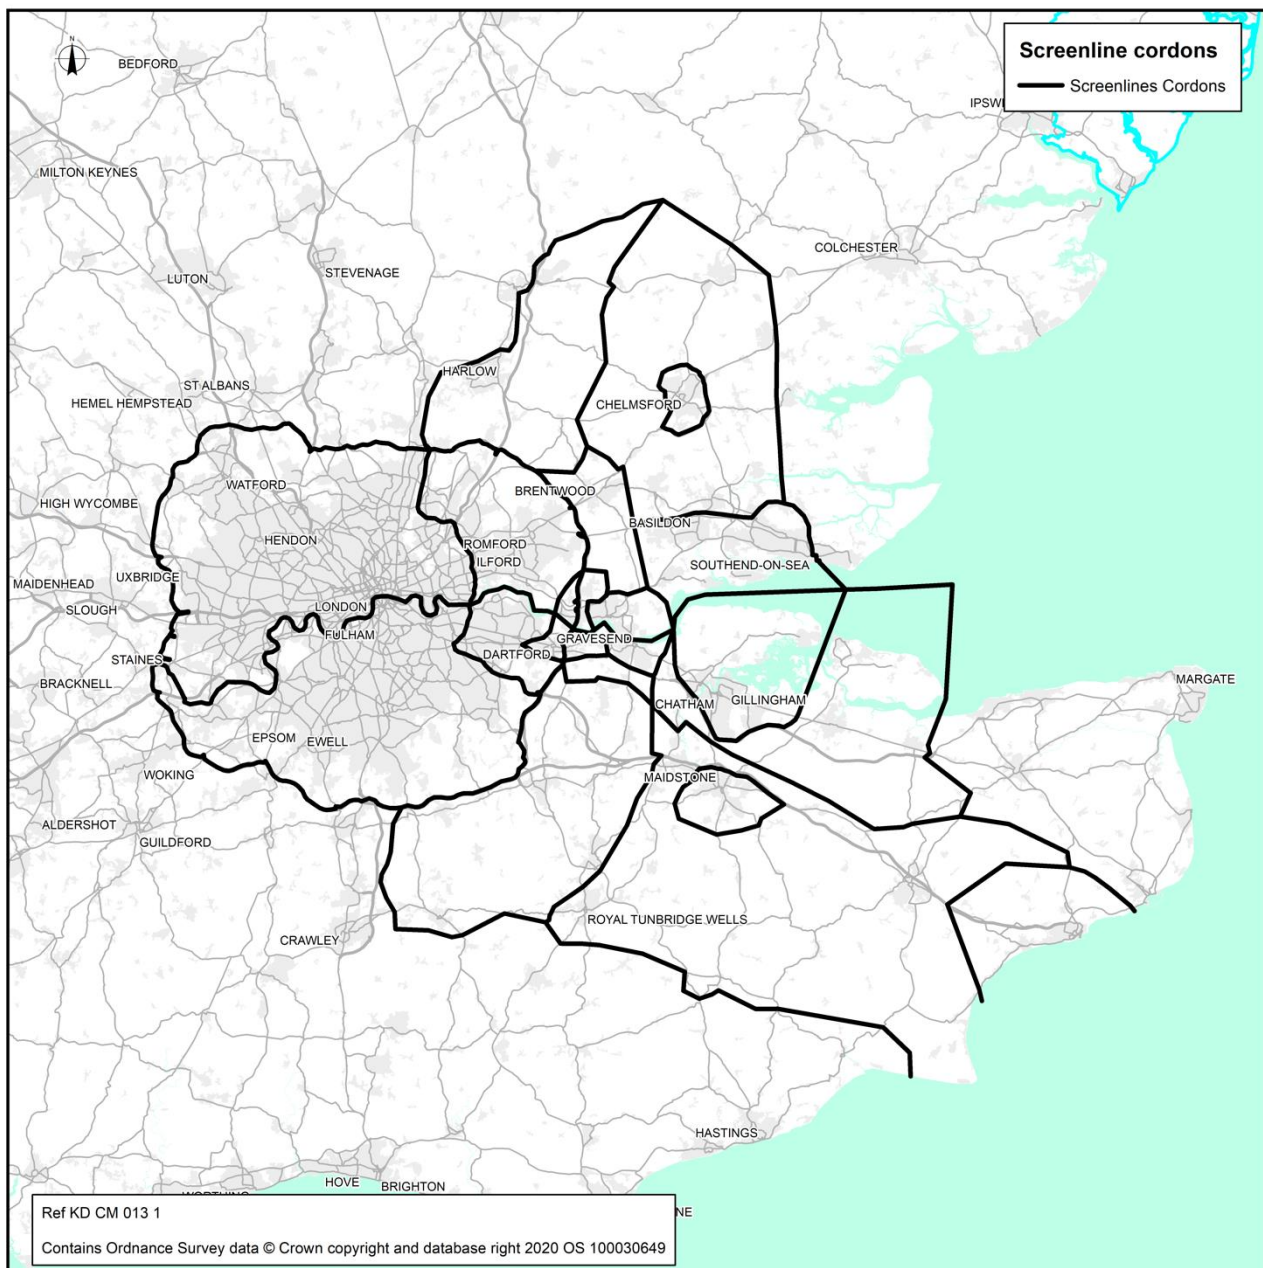 Screenline cordons
Screenlines Cordons
N
BEDFORD
MILTON KEYNES
COLCHESTER
STEVENAGE
LUTON
HARLOW
ST ALBANS
HEMEL HEMPSTEAD
CHELMSFORD
WATFORD
BRENTWOOD
HIGH WYCOMBE
BASILDON
HENDON
ROMFORD
ILFORD
SOUTHEND-ON-SEA
UXBRIDGE
MAIDENHEAD
SLOUGH
LONDON
FULHAM
GRAVESEND
DARTFORD
STAINES
BRACKNELL
MARGATE
GILLINGHAM
CHATHAM
EPSOM
EWELL
WOKING
MAIDSTONE
ALDERSHOT
GUILDFORD
ROYAL TUNBRIDGE WELLS
CRAWLEY
HASTINGS
HOVE
BRIGHTON
Ref KD CM 013 1
Contains Ordnance Survey data © Crown copyright and database right 2020 OS 100030649